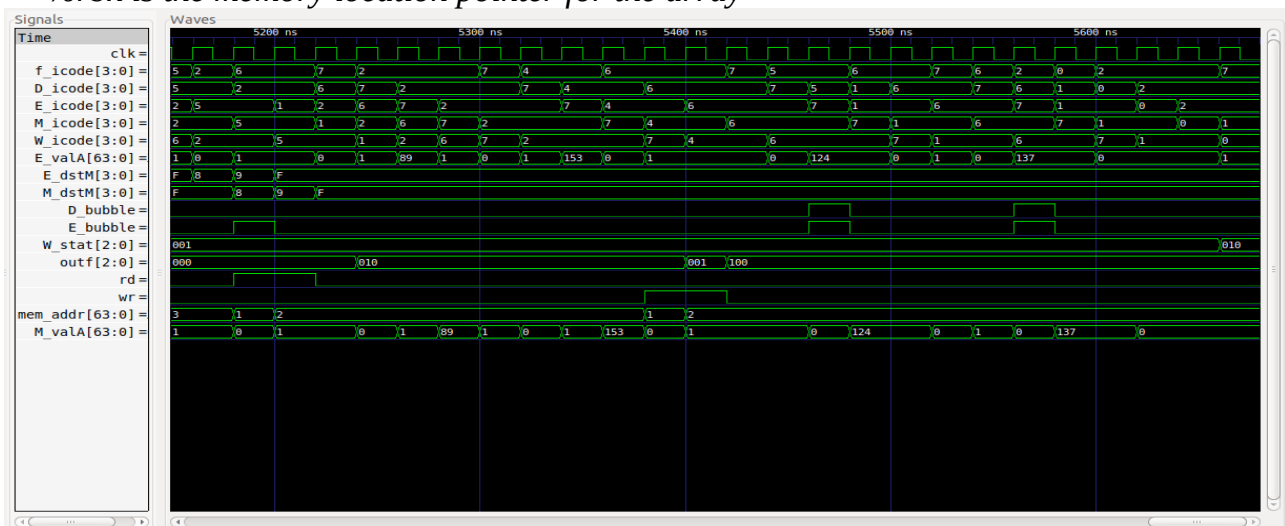 %rsn is the memory location pointer for the array
Signals Waves
Time 5200 ns 5300 ns 5400 ns 5500 ns 5600 ns
clk =
f_icode[3:0] = 5 2 6 7 2 7 4 6 7 5 6 7 6 2 0 2 7
D_icode[3:0] = 5 2 6 7 2 7 4 6 7 5 1 6 7 6 1 0 2
E_icode[3:0] = 2 5 1 2 6 7 2 7 4 6 7 1 6 7 1 0 2
M_icode[3:0] = 2 5 1 2 6 7 2 7 4 6 7 1 6 7 1 0 1
W_icode[3:0] = 6 2 5 1 2 6 7 2 7 4 6 7 1 6 7 1 0
E_valA[63:0] = 1 0 1 0 1 89 1 0 1 153 0 1 0 124 0 1 0 137 0 1
E_dstM[3:0] = F 8 9 F
M_dstM[3:0] = F 8 9 F
D_bubble =
E_bubble =
W_stat[2:0] = 001 010
outf[2:0] = 000 010 001 100
rd =
wr =
mem_addr[63:0] = 3 1 2 1 2
M_valA[63:0] = 1 0 1 0 1 89 1 0 1 153 0 1 0 124 0 1 0 137 0